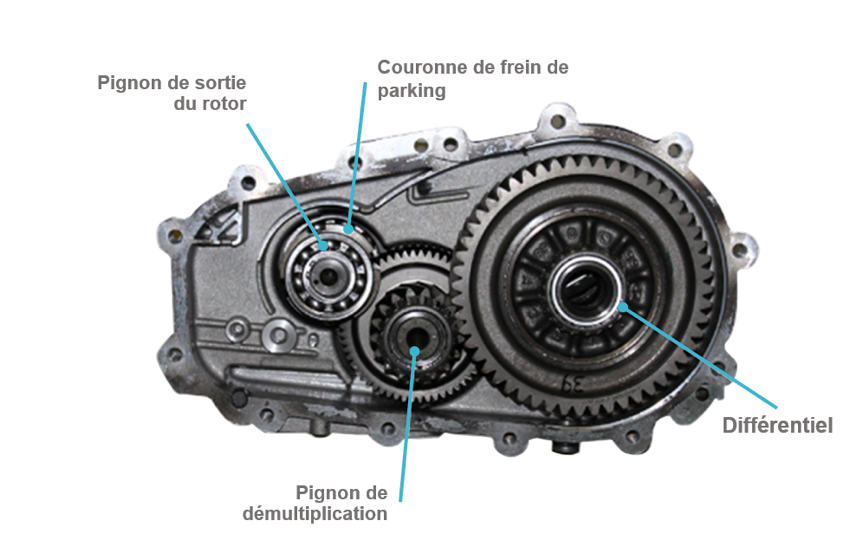 Pignon de sortie
du rotor
Couronne de frein de
parking
Différentiel
Pignon de
démultiplication